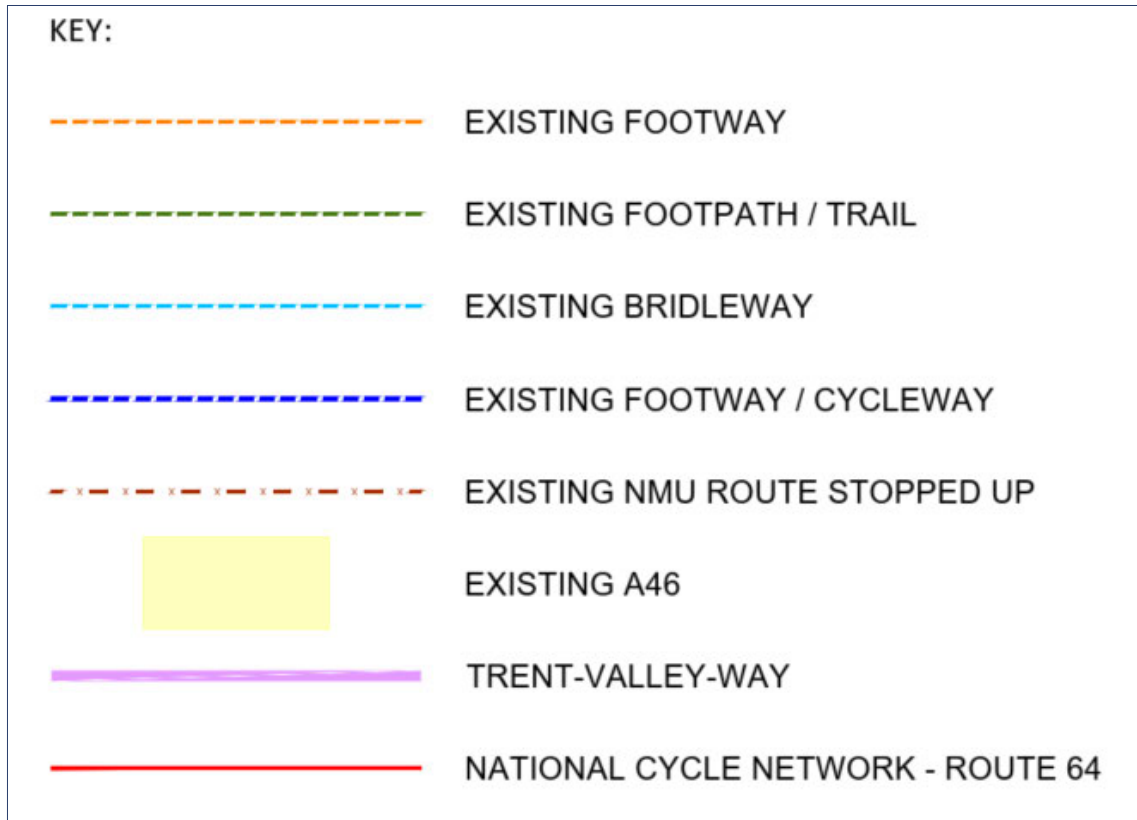 KEY:
EXISTING FOOTWAY
EXISTING FOOTPATH / TRAIL
EXISTING BRIDLEWAY
EXISTING FOOTWAY / CYCLEWAY
EXISTING NMU ROUTE STOPPED UP
EXISTING A46
TRENT-VALLEY-WAY
NATIONAL CYCLE NETWORK - ROUTE 64